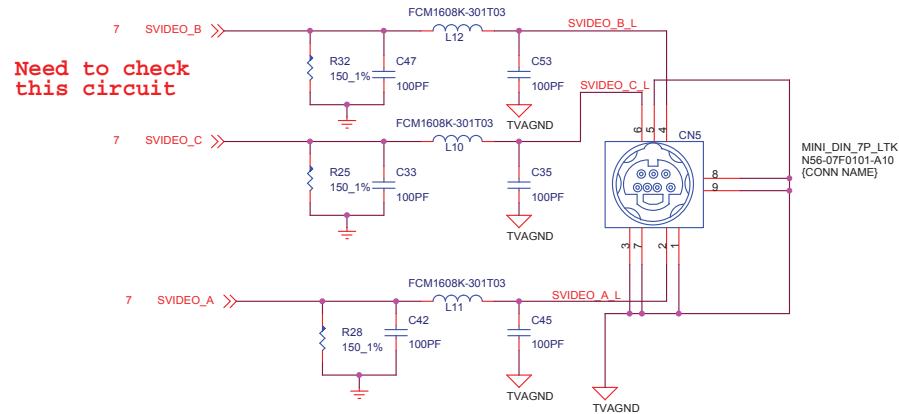 FCM1608K-301T03
7 SVIDEO_B
L12
SVIDEO_B_L
Need to check
this circuit
R32
150_1%
C47
100PF
C53
100PF
TVAGND
SVIDEO_C_L
FCM1608K-301T03
7 SVIDEO_C
L10
6 5 4
CN5
R25
150_1%
C33
100PF
C35
100PF
TVAGND
MINI_DIN_7P_LTK
N56-07F0101-A10
{CONN NAME}
8
9
3 7 2 1
FCM1608K-301T03
7 SVIDEO_A
L11
SVIDEO_A_L
R28
150_1%
C42
100PF
C45
100PF
TVAGND
TVAGND